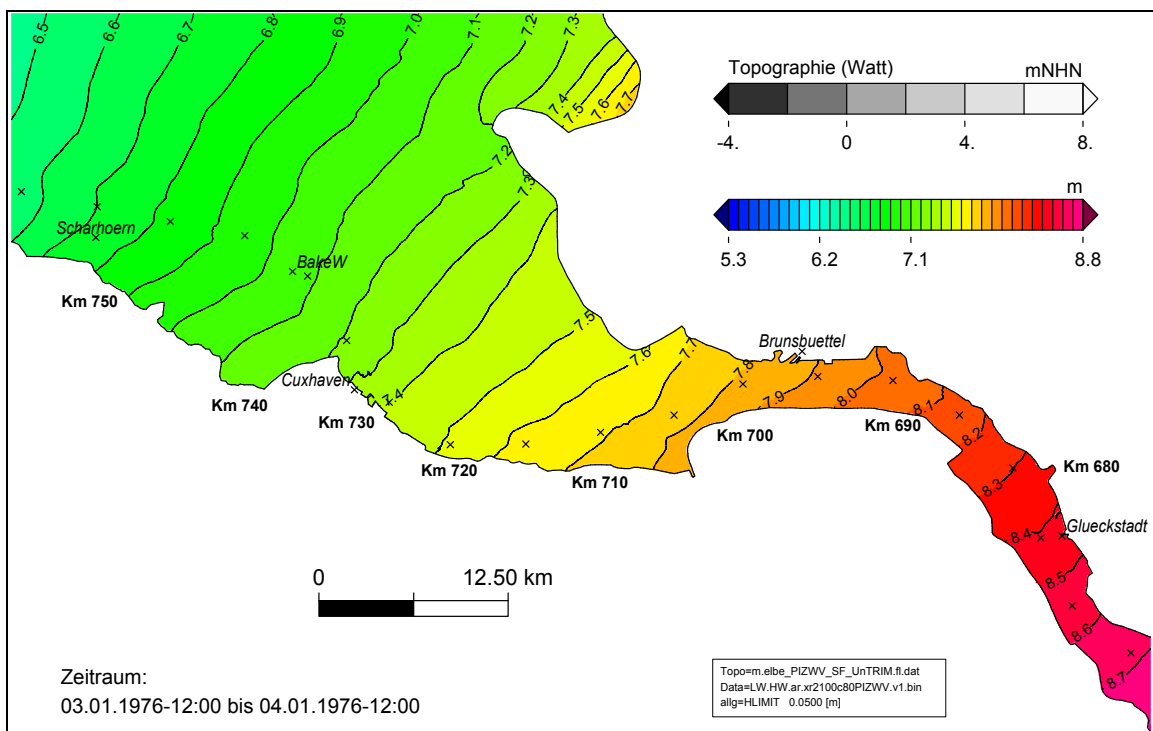 6.5
6.6
6.7
6.8
6.9
7.0
7.1
7.2
7.3
7.4
7.5
7.6
7.7
Topographie (Watt) mNHN
-4. 0 4. 8.
m
5.3 6.2 7.1 8.8
7.2
7.3
Scharhoern
BakeW
Km 750
7.5
Brunsbuettel
7.6
7.7
7.8
Cuxhaven
7.4
7.9
8.0
8.1
Km 740
Km 730
Km 700
Km 690
8.2
Km 720
Km 710
Km 680
8.3
Glueckstadt
8.4
0 12.50 km
8.5
8.6
8.7
Zeitraum:
03.01.1976-12:00 bis 04.01.1976-12:00
Topo=m.elbe_PIZWV_SF_UnTRIM.fl.dat
Data=LW.HW.ar.xr2100c80PIZWV.v1.bin
allg=HLIMIT 0.0500 [m]